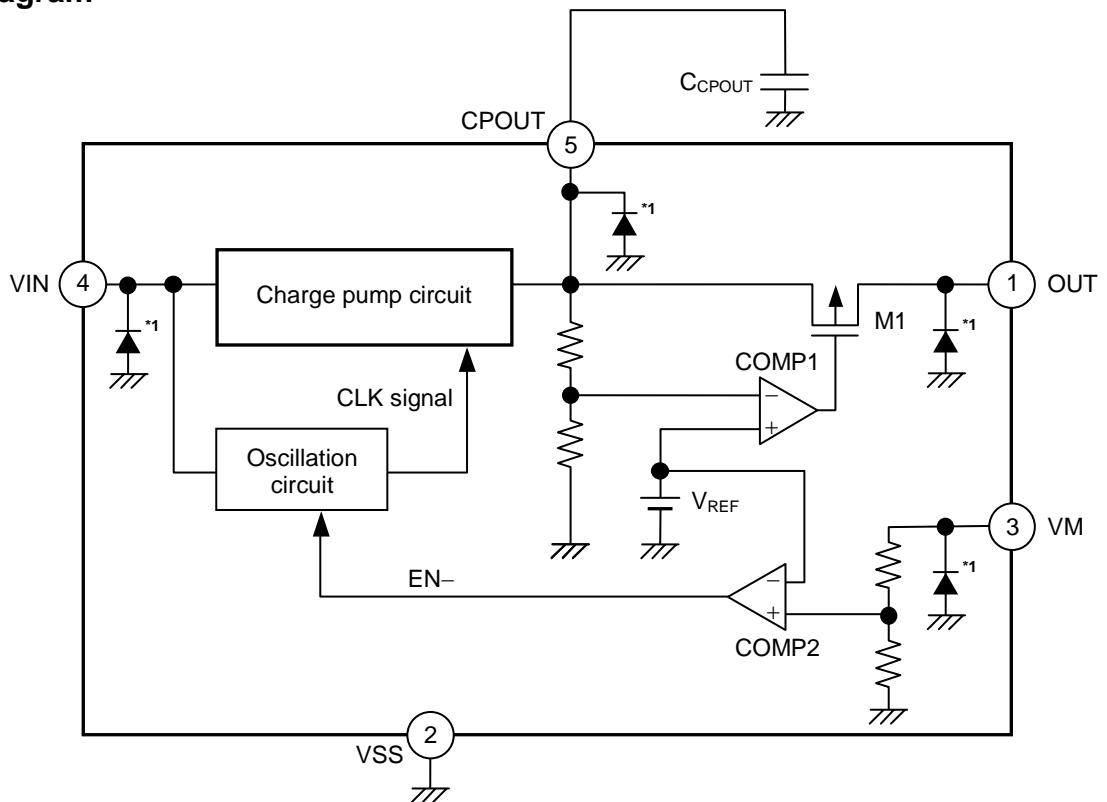 agram
C_CPOUT
CPOUT
5
*1
VIN
4
*1
Charge pump circuit
1
OUT
*1
M1
COMP1
−
+
CLK signal
Oscillation
circuit
V_REF
3
VM
*1
EN−
−
+
COMP2
2
VSS